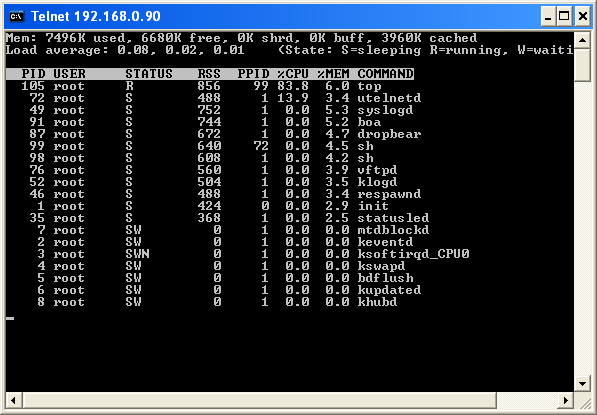 Telnet 192.168.0.90
Mem: 7496K used, 6680K free, 0K shrd, 0K buff, 3960K cached
Load average: 0.08, 0.02, 0.01    (State: S=sleeping R=running, W=waiti
PID USER     STATUS   RSS  PPID %CPU %MEM COMMAND
105 root     R        856    99 83.8  6.0 top
72 root     S        488     1 13.9  3.4 utelnetd
49 root     S        752     1  0.0  5.3 syslogd
91 root     S        744     1  0.0  5.2 boa
87 root     S        672     1  0.0  4.7 dropbear
99 root     S        640    72  0.0  4.5 sh
98 root     S        608     1  0.0  4.2 sh
76 root     S        560     1  0.0  3.9 vftpd
52 root     S        504     1  0.0  3.5 klogd
46 root     S        488     1  0.0  3.4 respawnd
1 root     S        424     0  0.0  2.9 init
35 root     S        368     1  0.0  2.5 statusled
7 root     SW         0     1  0.0  0.0 mtdblockd
2 root     SW         0     1  0.0  0.0 keventd
3 root     SWN        0     1  0.0  0.0 ksoftirqd_CPU0
4 root     SW         0     1  0.0  0.0 kswapd
5 root     SW         0     1  0.0  0.0 bdflush
6 root     SW         0     1  0.0  0.0 kupdated
8 root     SW         0     1  0.0  0.0 khubd